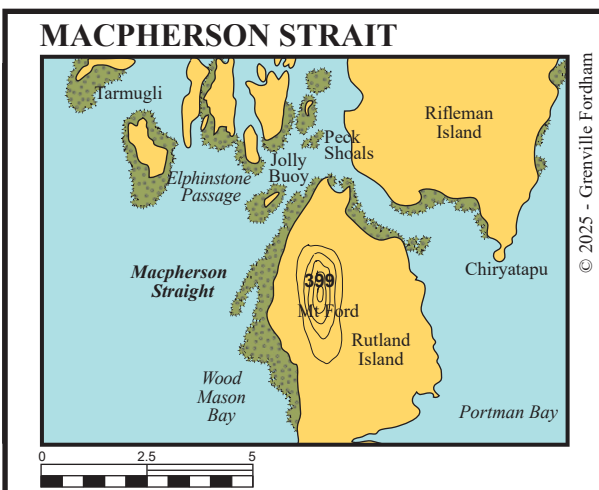 MACPHERSON STRAIT
Tarmugli
Rifleman
Island
Peck
Shoals
Jolly
Buoy
Elphinstone
Passage
Chiryatapu
Macpherson
Straight
399
Mt Ford
Rutland
Island
Wood
Mason
Bay
Portman Bay
© 2025 - Grenville Fordham
0 2.5 5